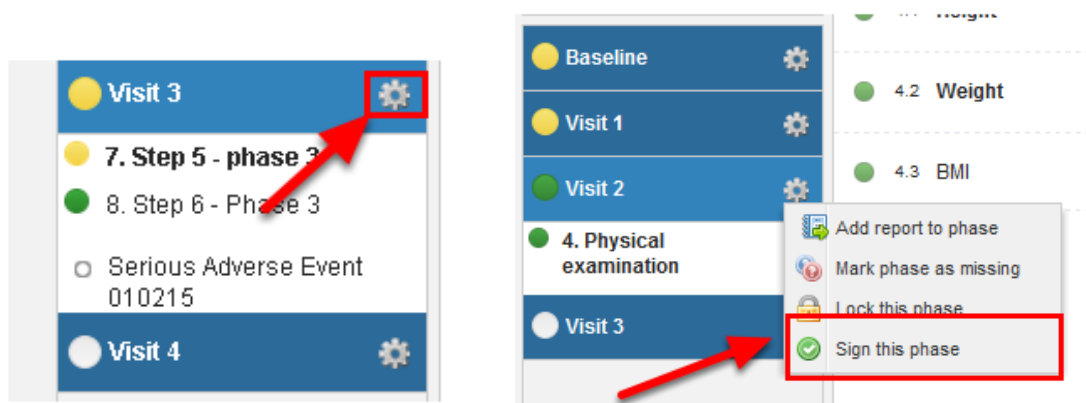 Visit 3
7. Step 5 - phase 3
8. Step 6 - Phase 3
Serious Adverse Event
010215
Visit 4
Baseline
Visit 1
Visit 2
4. Physical
examination
Visit 3
4.2 Weight
4.3 BMI
Add report to phase
Mark phase as missing
Lock this phase
Sign this phase